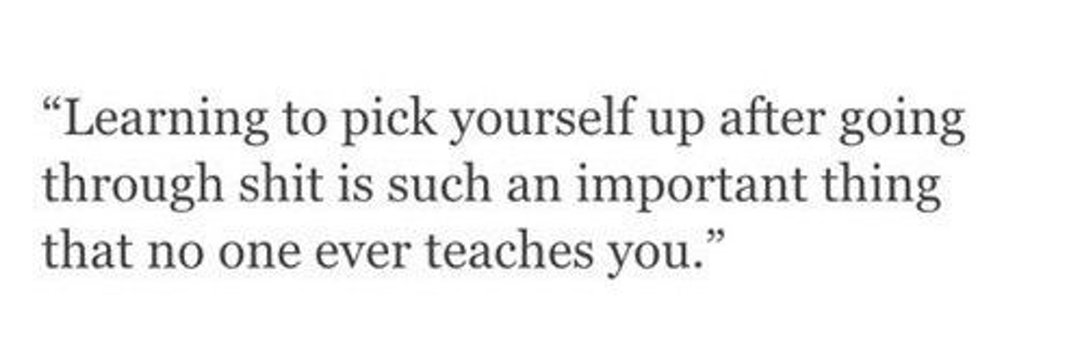 “Learning to pick yourself up after going
through shit is such an important thing
that no one ever teaches you.”